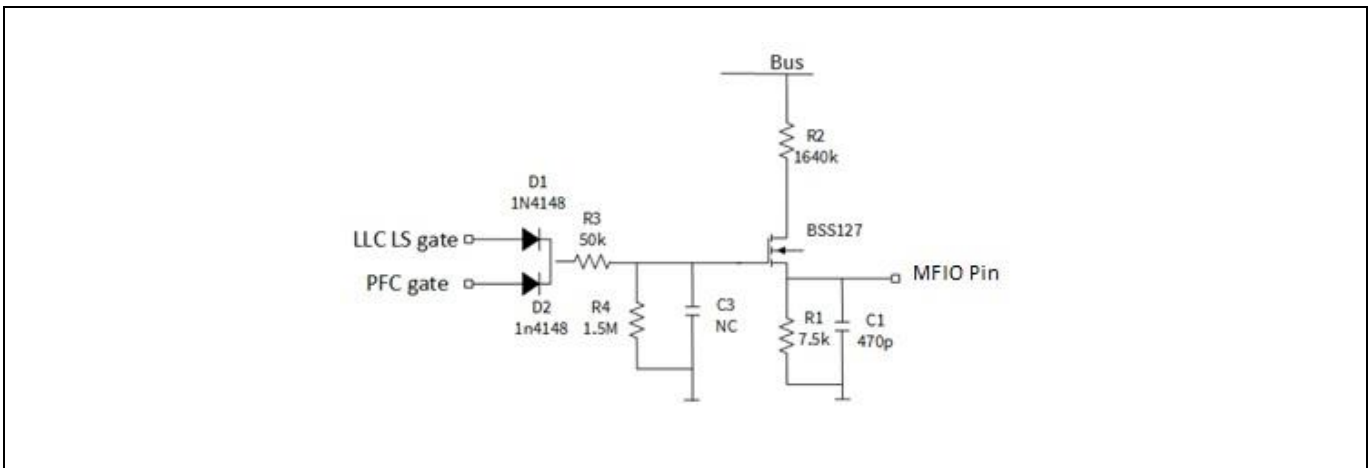 Bus
R2
1640k
D1
1N4148
R3
50k
BSS127
LLC LS gate
MFIO Pin
PFC gate
D2
1n4148
R4
1.5M
C3
NC
R1
7.5k
C1
470p